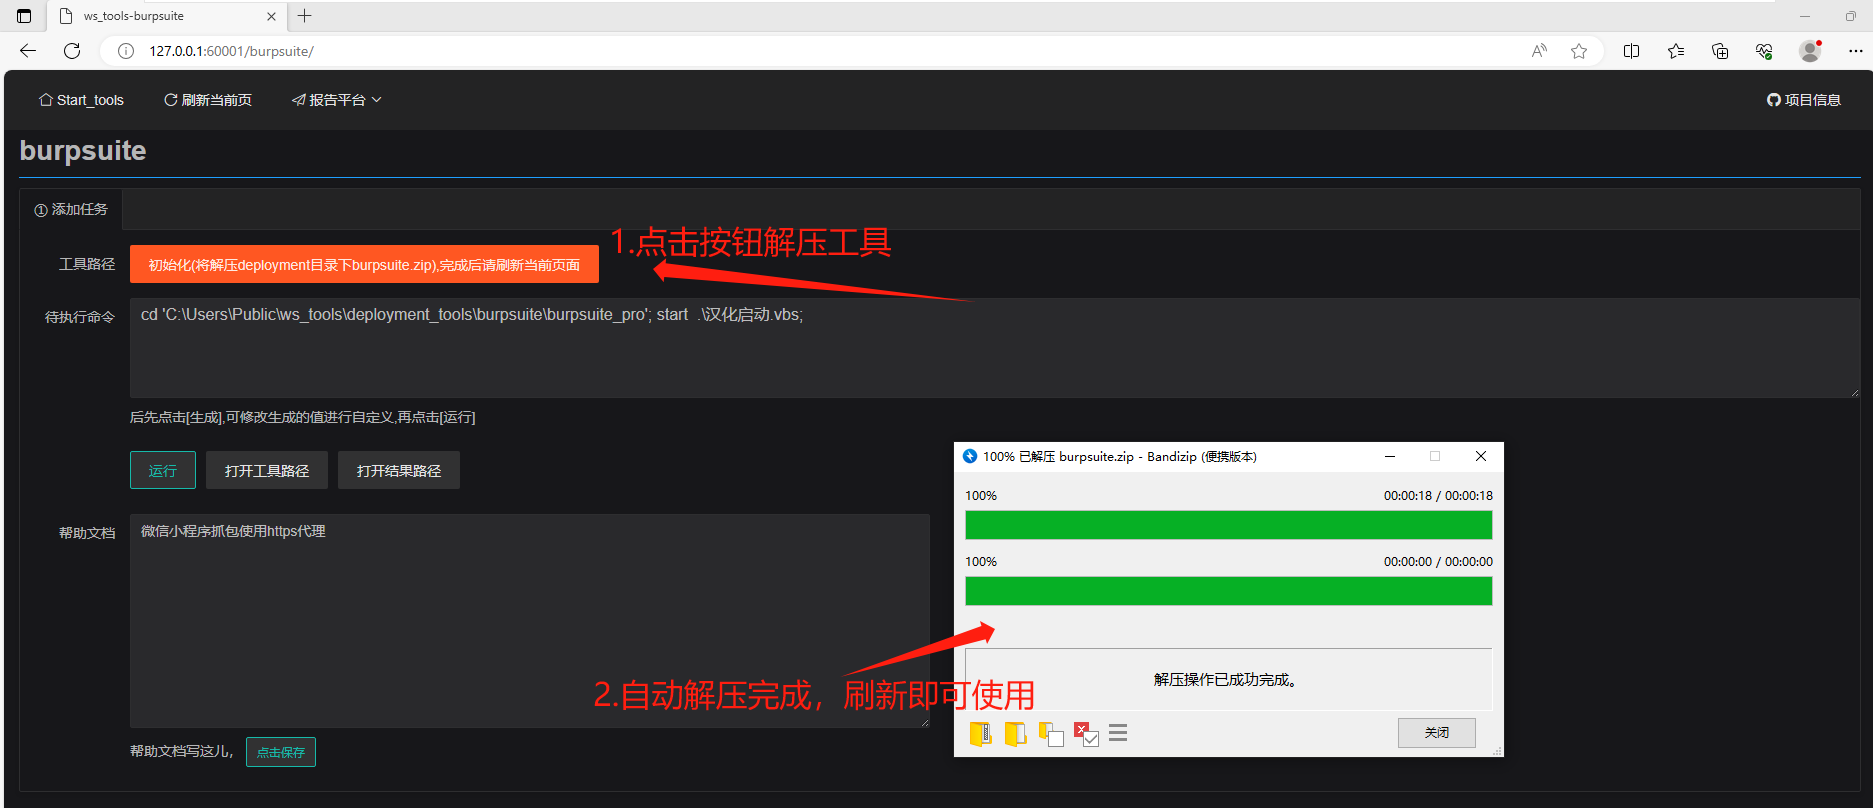 ws_tools-burpsuite
127.0.0.1:60001/burpsuite/
Start_tools
刷新当前页
报告平台
项目信息
burpsuite
① 添加任务
1.点击按钮解压工具
工具路径
初始化(将解压deployment目录下burpsuite.zip),完成后请刷新当前页面
待执行命令
cd 'C:\Users\Public\ws_tools\deployment_tools\burpsuite\burpsuite_pro'; start .\汉化启动.vbs;
后先点击[生成],可修改生成的值进行自定义,再点击[运行]
运行
打开工具路径
打开结果路径
100% 已解压 burpsuite.zip - Bandizip (便携版本)
100%
00:00:18 / 00:00:18
100%
00:00:00 / 00:00:00
解压操作已成功完成。
关闭
帮助文档
微信小程序抓包使用https代理
2.自动解压完成，刷新即可使用
帮助文档写这儿，
点击保存